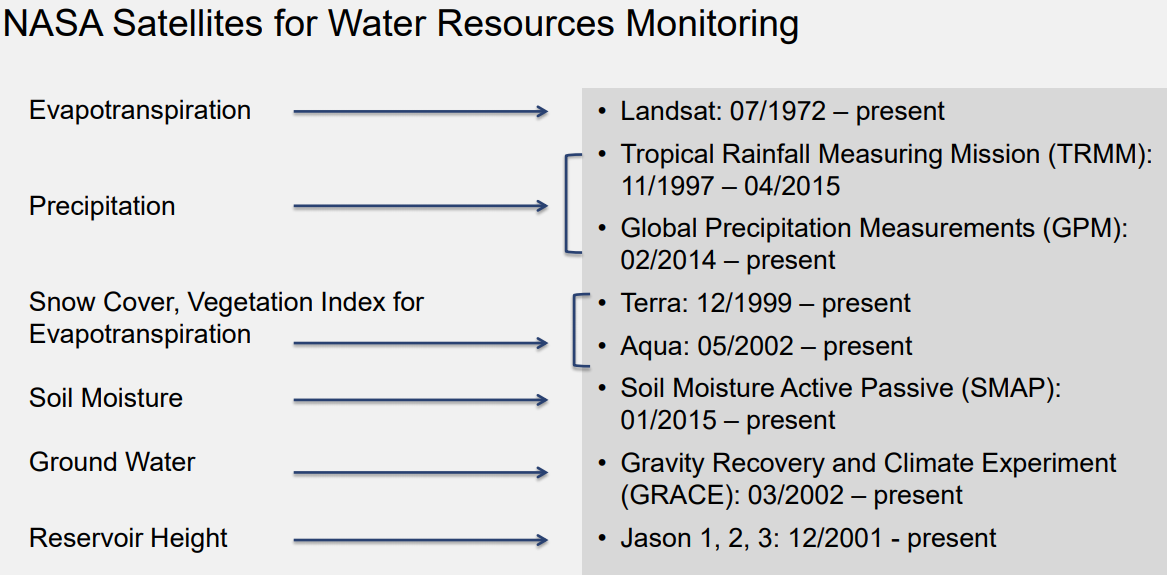 NASA Satellites for Water Resources Monitoring
Evapotranspiration
• Landsat: 07/1972 – present
Precipitation
• Tropical Rainfall Measuring Mission (TRMM):
11/1997 – 04/2015
• Global Precipitation Measurements (GPM):
02/2014 – present
Snow Cover, Vegetation Index for
Evapotranspiration
• Terra: 12/1999 – present
• Aqua: 05/2002 – present
Soil Moisture
• Soil Moisture Active Passive (SMAP):
01/2015 – present
Ground Water
• Gravity Recovery and Climate Experiment
(GRACE): 03/2002 – present
Reservoir Height
• Jason 1, 2, 3: 12/2001 - present